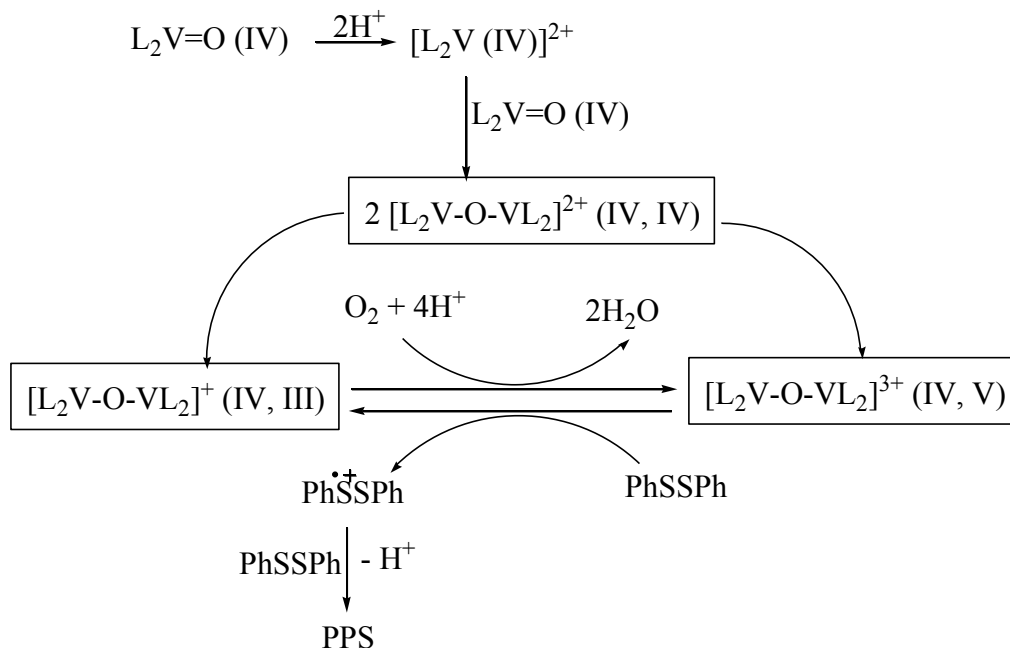 L₂V=O (IV) 2H⁺ [L₂V (IV)]²⁺
L₂V=O (IV)
2 [L₂V-O-VL₂]²⁺ (IV, IV)
O₂ + 4H⁺ 2H₂O
[L₂V-O-VL₂]⁺ (IV, III) [L₂V-O-VL₂]³⁺ (IV, V)
•+
PhSSPh PhSSPh
PhSSPh - H⁺
PPS